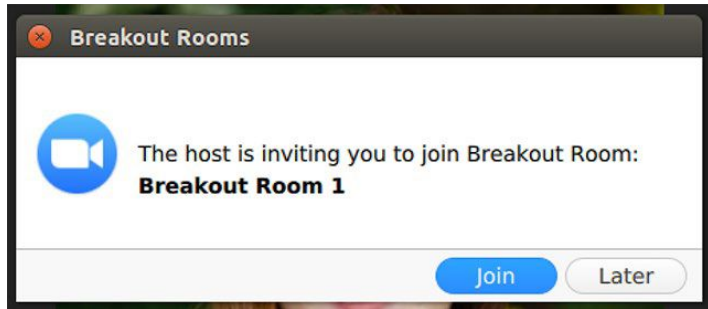 Breakout Rooms
The host is inviting you to join Breakout Room:
Breakout Room 1
Join
Later